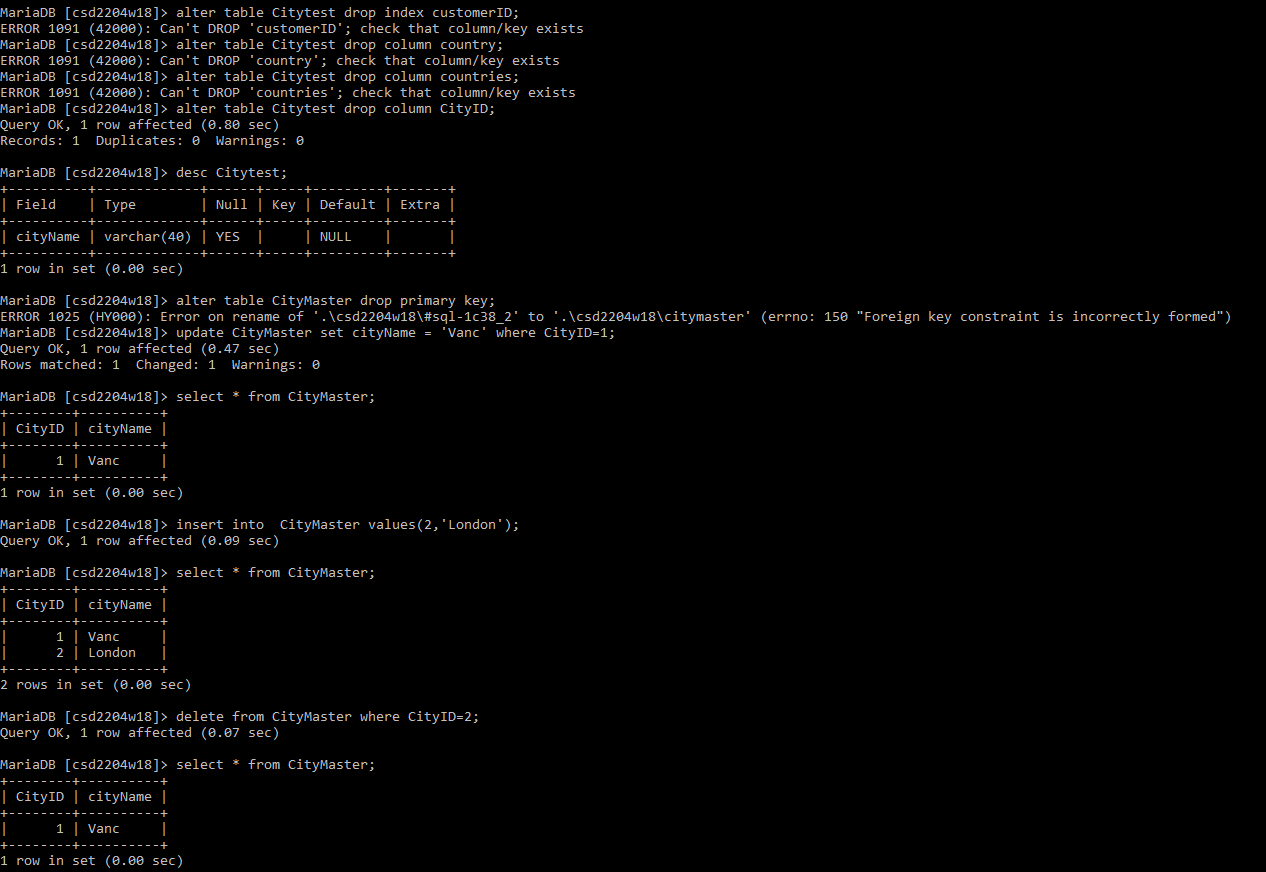 MariaDB [csd2204w18]> alter table Citytest drop index customerID;
ERROR 1091 (42000): Can't DROP 'customerID'; check that column/key exists
MariaDB [csd2204w18]> alter table Citytest drop column country;
ERROR 1091 (42000): Can't DROP 'country'; check that column/key exists
MariaDB [csd2204w18]> alter table Citytest drop column countries;
ERROR 1091 (42000): Can't DROP 'countries'; check that column/key exists
MariaDB [csd2204w18]> alter table Citytest drop column CityID;
Query OK, 1 row affected (0.80 sec)
Records: 1  Duplicates: 0  Warnings: 0

MariaDB [csd2204w18]> desc Citytest;
+----------+-------------+------+-----+---------+-------+
| Field    | Type        | Null | Key | Default | Extra |
+----------+-------------+------+-----+---------+-------+
| cityName | varchar(40) | YES  |     | NULL    |       |
+----------+-------------+------+-----+---------+-------+
1 row in set (0.00 sec)

MariaDB [csd2204w18]> alter table CityMaster drop primary key;
ERROR 1025 (HY000): Error on rename of '.\csd2204w18\#sql-1c38_2' to '.\csd2204w18\citymaster' (errno: 150 "Foreign key constraint is incorrectly formed")
MariaDB [csd2204w18]> update CityMaster set cityName = 'Vanc' where CityID=1;
Query OK, 1 row affected (0.47 sec)
Rows matched: 1  Changed: 1  Warnings: 0

MariaDB [csd2204w18]> select * from CityMaster;
+--------+----------+
| CityID | cityName |
+--------+----------+
|      1 | Vanc     |
+--------+----------+
1 row in set (0.00 sec)

MariaDB [csd2204w18]> insert into  CityMaster values(2,'London');
Query OK, 1 row affected (0.09 sec)

MariaDB [csd2204w18]> select * from CityMaster;
+--------+----------+
| CityID | cityName |
+--------+----------+
|      1 | Vanc     |
|      2 | London   |
+--------+----------+
2 rows in set (0.00 sec)

MariaDB [csd2204w18]> delete from CityMaster where CityID=2;
Query OK, 1 row affected (0.07 sec)

MariaDB [csd2204w18]> select * from CityMaster;
+--------+----------+
| CityID | cityName |
+--------+----------+
|      1 | Vanc     |
+--------+----------+
1 row in set (0.00 sec)